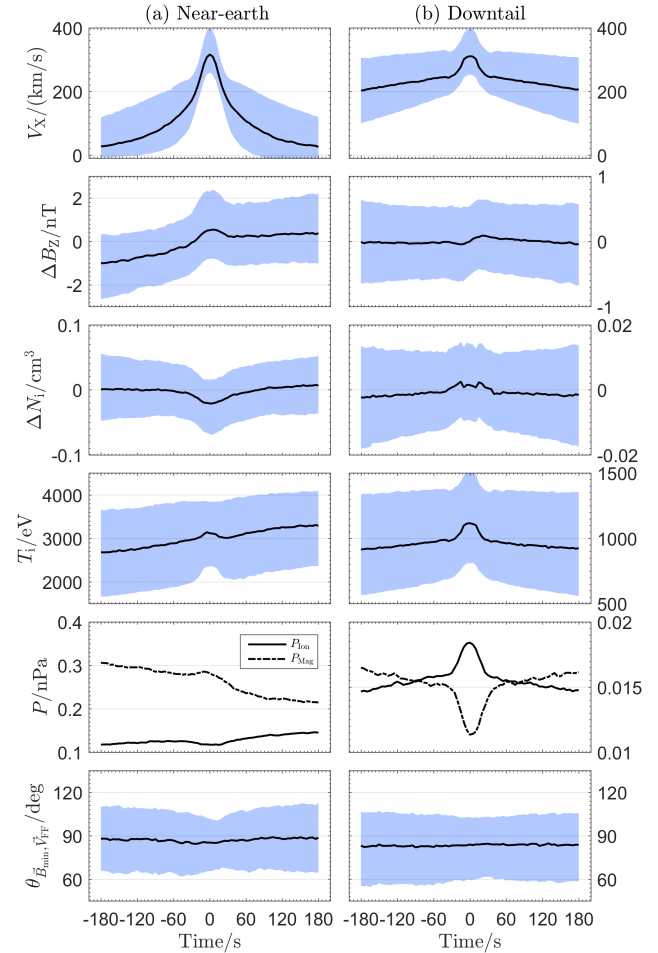 (a) Near-earth (b) Downtail
400 400
200 200
0 0
V_X/(km/s)
2 1
0 0
-2 -1
ΔB_Z/nT
0.1 0.02
0 0
-0.1 -0.02
ΔN_i/cm^3
4000 1500
3000 1000
2000 500
T_i/eV
0.4 0.02
0.3 0.015
0.2
0.1 0.01
P/nPa
P_Ion
P_Mag
120 120
90 90
60 60
θ_{\vec{B}_min, \vec{V}_FF}/deg
-180 -120 -60 0 60 120 180 -180 -120 -60 0 60 120 180
Time/s Time/s